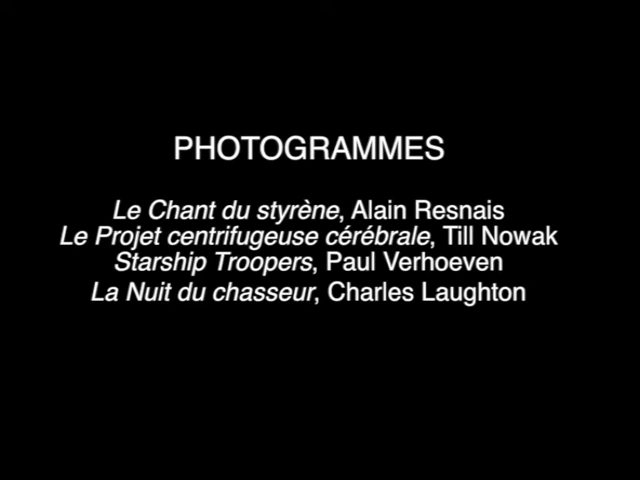 PHOTOGRAMMES
Le Chant du styrène, Alain Resnais
Le Projet centrifugeuse cérébrale, Till Nowak
Starship Troopers, Paul Verhoeven
La Nuit du chasseur, Charles Laughton